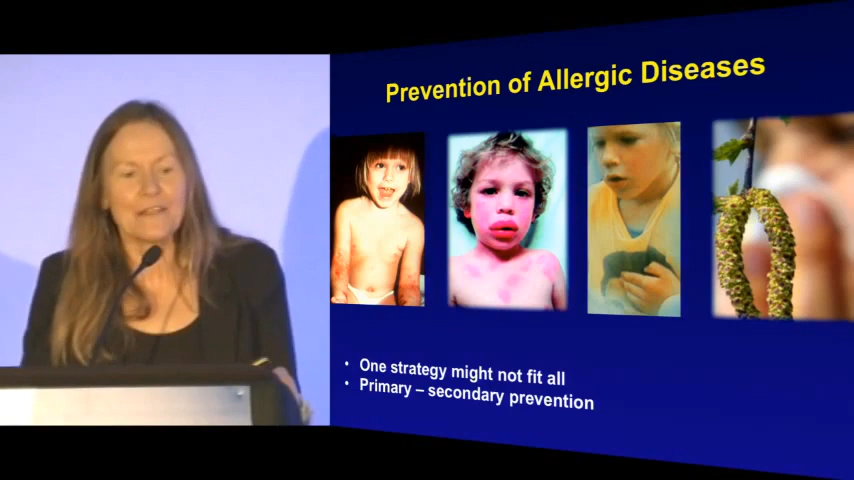 Prevention of Allergic Diseases
• One strategy might not fit all
• Primary – secondary prevention